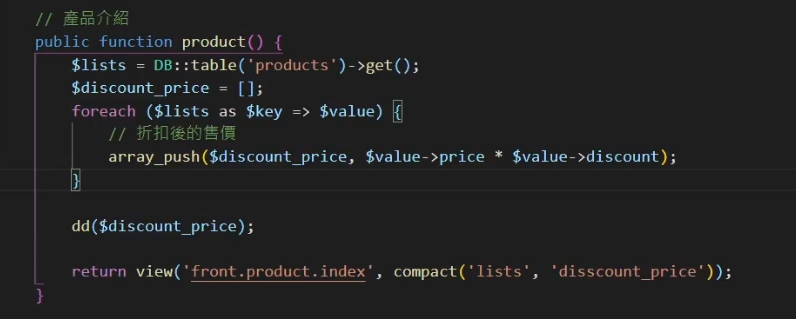 // 產品介紹
public function product() {
$lists = DB::table('products')->get();
$discount_price = [];
foreach ($lists as $key => $value) {
// 折扣後的售價
array_push($discount_price, $value->price * $value->discount);
}
dd($discount_price);
return view('front.product.index', compact('lists', 'disscount_price'));
}